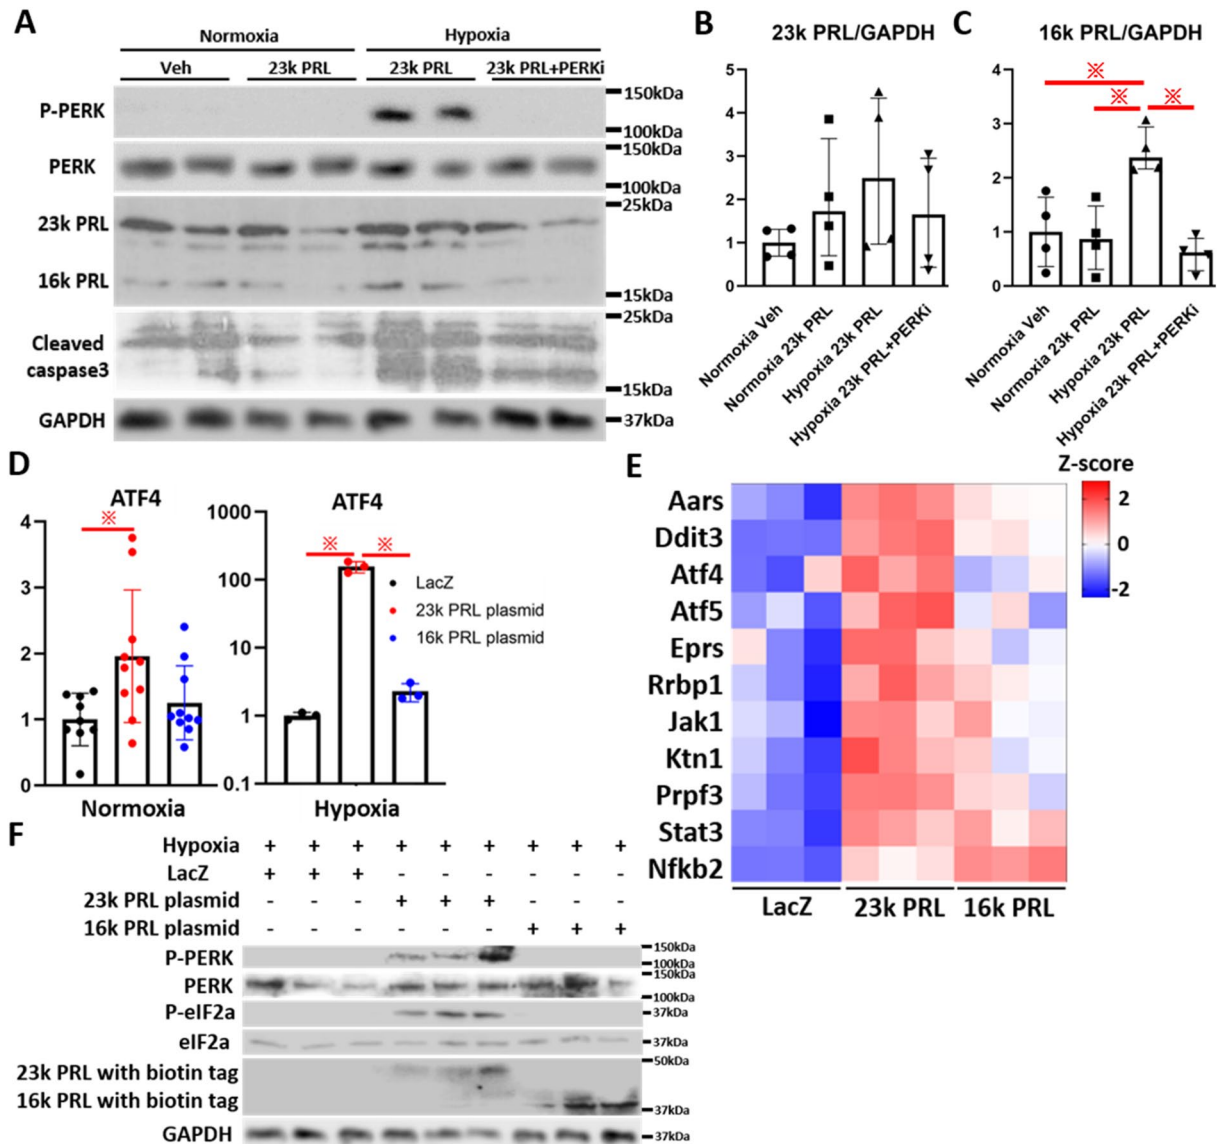 A
Normoxia Hypoxia
Veh 23k PRL 23k PRL 23k PRL+PERKi
P-PERK
150kDa
100kDa
PERK
150kDa
100kDa
23k PRL
25kDa
16k PRL
15kDa
Cleaved
caspase3
25kDa
15kDa
GAPDH
37kDa
B
23k PRL/GAPDH
5
4
3
2
1
0
Normoxia Veh
Normoxia 23k PRL
Hypoxia 23k PRL
Hypoxia 23k PRL+PERKi
C
16k PRL/GAPDH
※
※ ※
4
3
2
1
0
Normoxia Veh
Normoxia 23k PRL
Hypoxia 23k PRL
Hypoxia 23k PRL+PERKi
D
ATF4
※
4
3
2
1
0
Normoxia
ATF4
※ ※
1000
100
10
1
0.1
Hypoxia
LacZ
23k PRL plasmid
16k PRL plasmid
E
Z-score
2
0
-2
Aars
Ddit3
Atf4
Atf5
Eprs
Rrbp1
Jak1
Ktn1
Prpf3
Stat3
Nfkb2
LacZ 23k PRL 16k PRL
F
Hypoxia + + + + + + + + +
LacZ + + + - - - - - -
23k PRL plasmid - - - + + + - - -
16k PRL plasmid - - - - - - + + +
P-PERK
150kDa
100kDa
PERK
150kDa
100kDa
P-eIF2a
37kDa
eIF2a
37kDa
50kDa
23k PRL with biotin tag
16k PRL with biotin tag
37kDa
GAPDH
37kDa